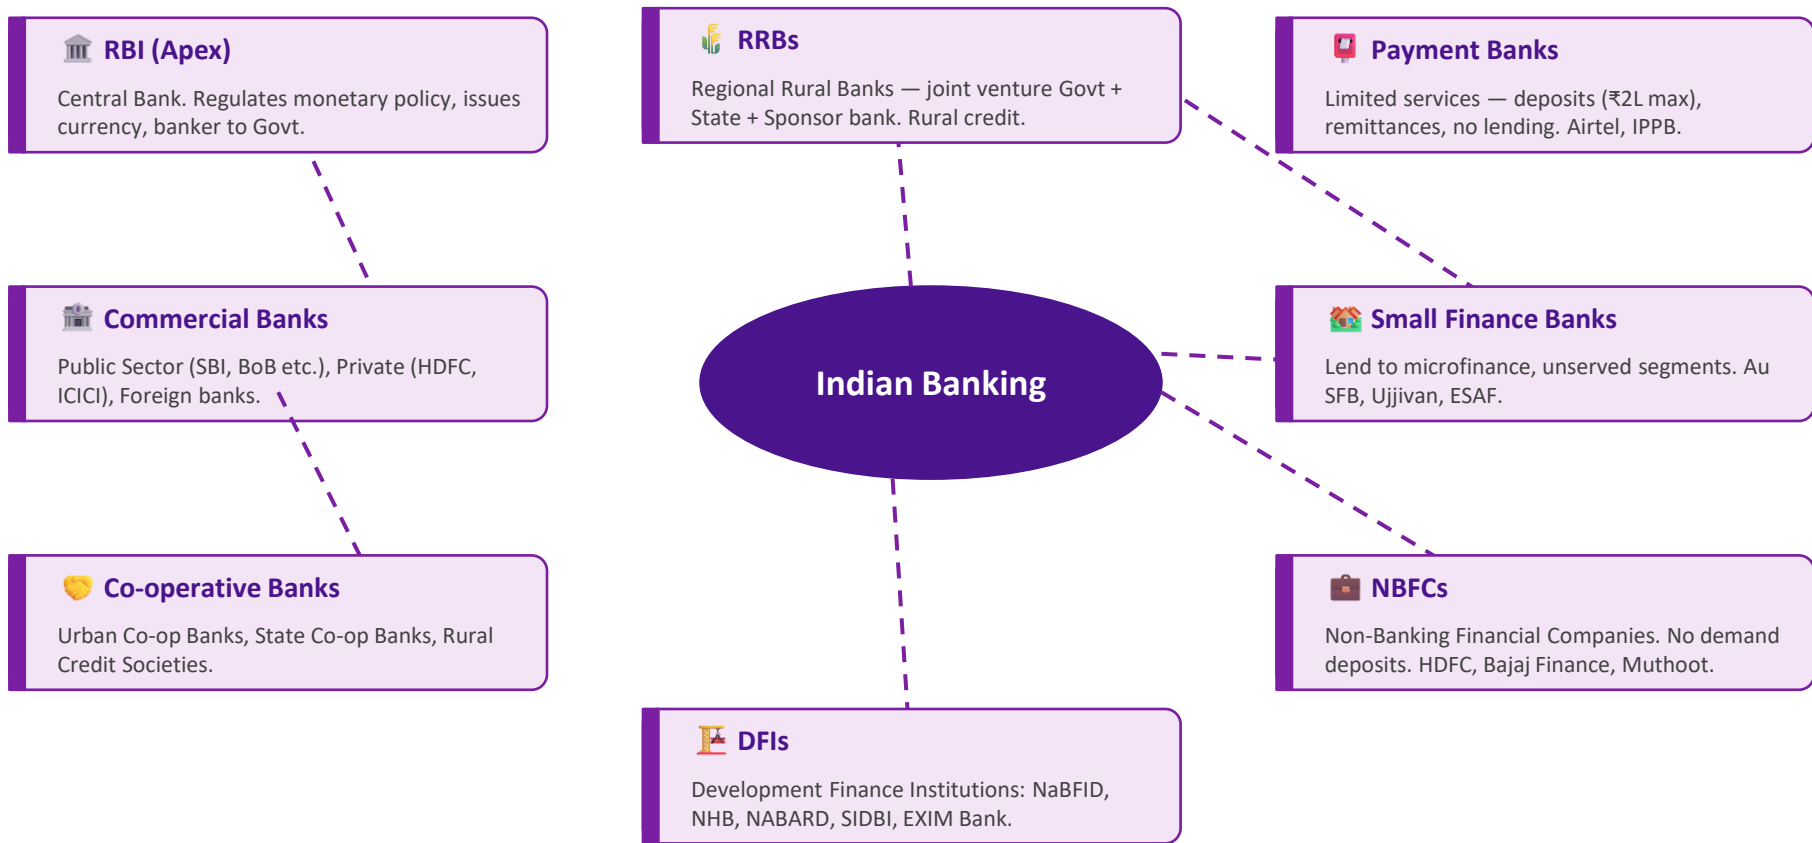 RBI (Apex)
Central Bank. Regulates monetary policy, issues
currency, banker to Govt.
RRBs
Regional Rural Banks — joint venture Govt +
State + Sponsor bank. Rural credit.
Payment Banks
Limited services — deposits (₹2L max),
remittances, no lending. Airtel, IPPB.
Commercial Banks
Public Sector (SBI, BoB etc.), Private (HDFC,
ICICI), Foreign banks.
Indian Banking
Small Finance Banks
Lend to microfinance, unserved segments. Au
SFB, Ujjivan, ESAF.
Co-operative Banks
Urban Co-op Banks, State Co-op Banks, Rural
Credit Societies.
NBFCs
Non-Banking Financial Companies. No demand
deposits. HDFC, Bajaj Finance, Muthoot.
DFIs
Development Finance Institutions: NaBFID,
NHB, NABARD, SIDBI, EXIM Bank.